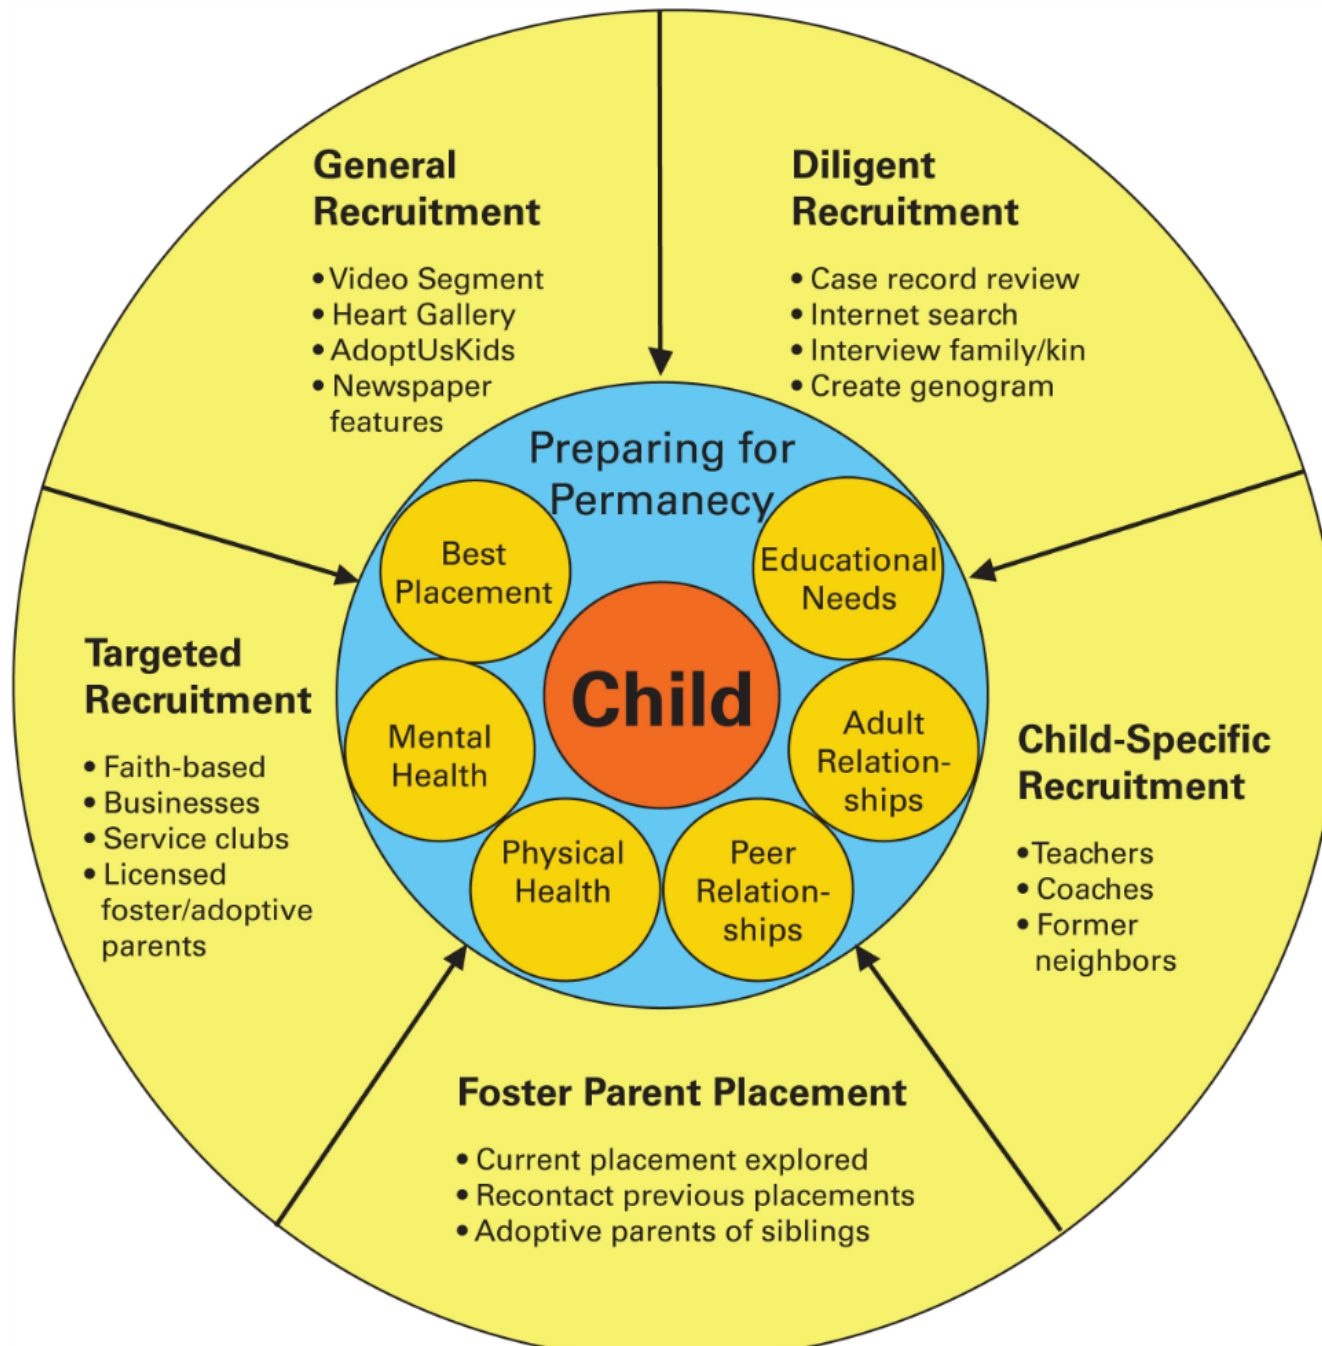 General
Recruitment
• Video Segment
• Heart Gallery
• AdoptUsKids
• Newspaper
features
Diligent
Recruitment
• Case record review
• Internet search
• Interview family/kin
• Create genogram
Preparing for
Permanecy
Best
Placement
Educational
Needs
Child
Mental
Health
Adult
Relation-
ships
Physical
Health
Peer
Relation-
ships
Targeted
Recruitment
• Faith-based
• Businesses
• Service clubs
• Licensed
foster/adoptive
parents
Child-Specific
Recruitment
• Teachers
• Coaches
• Former
neighbors
Foster Parent Placement
• Current placement explored
• Recontact previous placements
• Adoptive parents of siblings